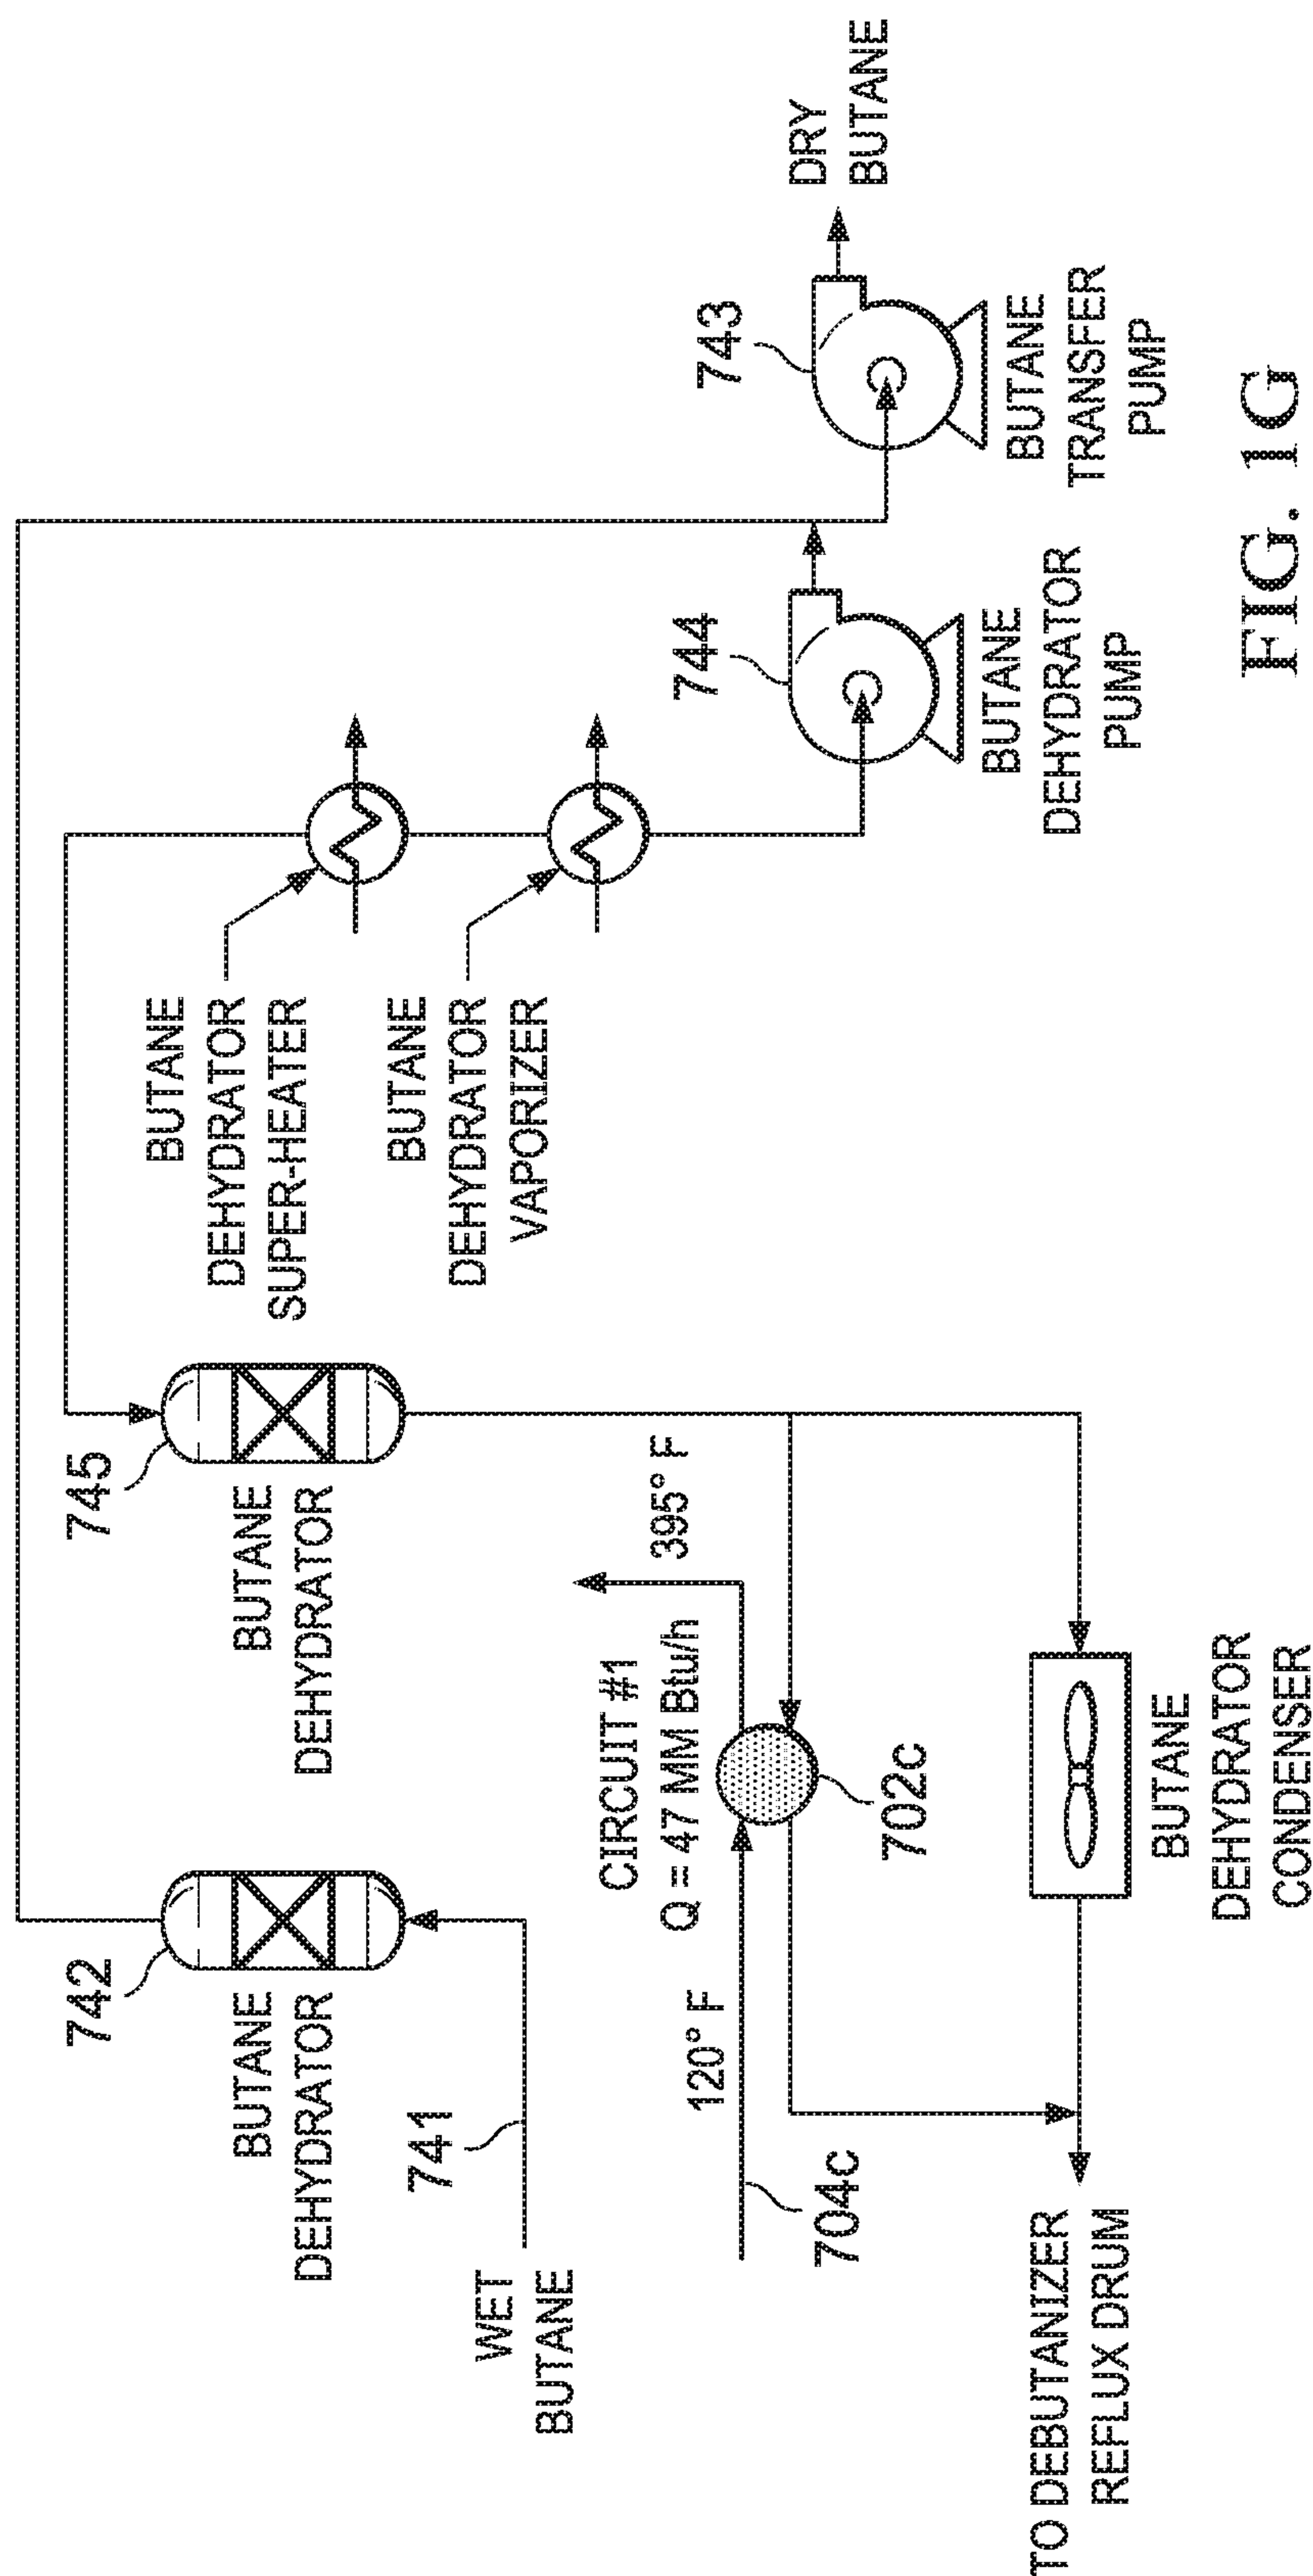 742
BUTANE
DEHYDRATOR
741
WET
BUTANE
745
BUTANE
DEHYDRATOR
BUTANE
DEHYDRATOR
SUPER-HEATER
BUTANE
DEHYDRATOR
VAPORIZER
CIRCUIT #1
Q = 47 MM Btu/h
395° F
120° F
704c
702c
TO DEBUTANIZER
REFLUX DRUM
BUTANE
DEHYDRATOR
CONDENSER
744
BUTANE
DEHYDRATOR
PUMP
743
BUTANE
TRANSFER
PUMP
DRY
BUTANE
FIG. 1G